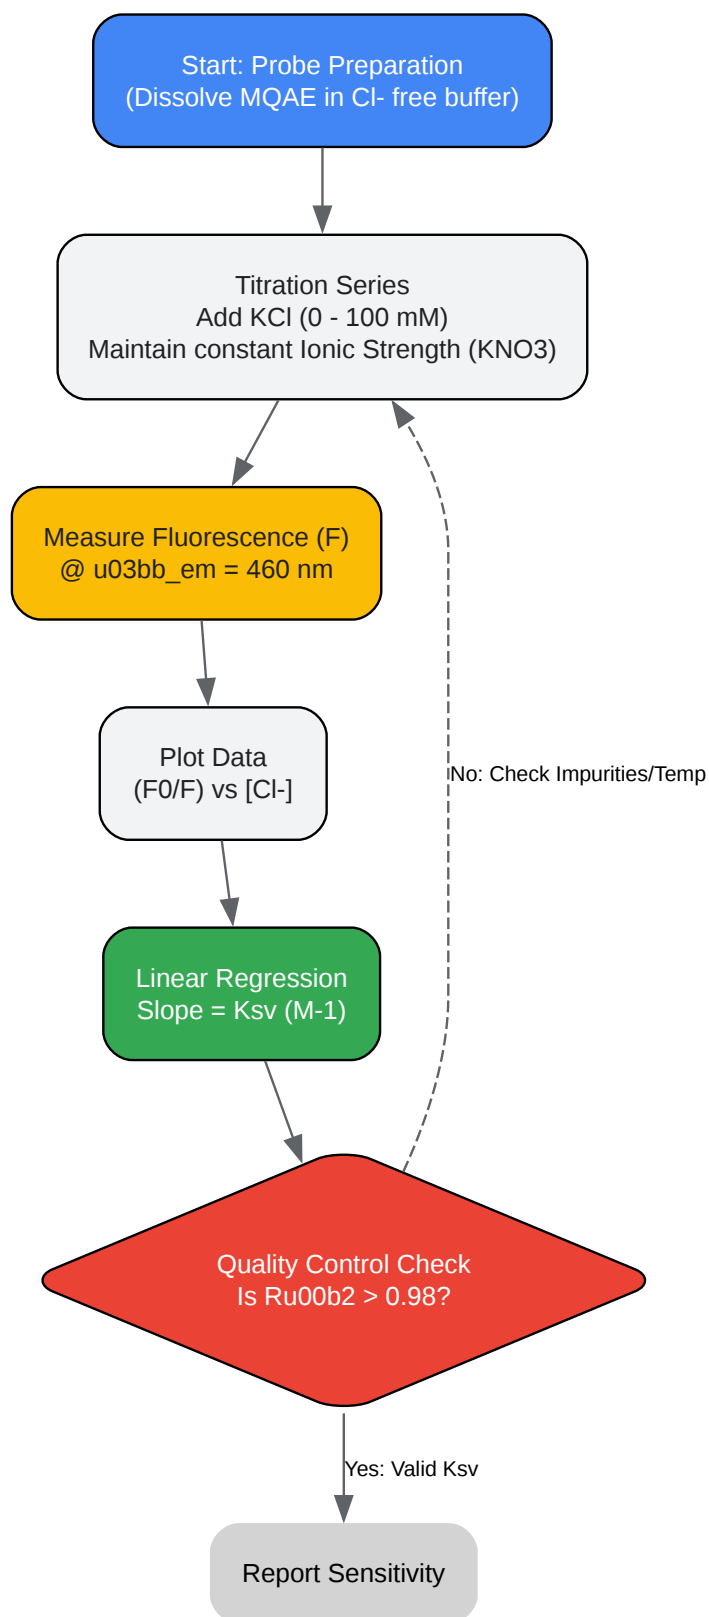 Start: Probe Preparation
(Dissolve MQAE in Cl- free buffer)
Titration Series
Add KCl (0 - 100 mM)
Maintain constant Ionic Strength (KNO3)
Measure Fluorescence (F)
@ u03bb_em = 460 nm
Plot Data
(F0/F) vs [Cl-]
No: Check Impurities/Temp
Linear Regression
Slope = Ksv (M-1)
Quality Control Check
Is Ru00b2 > 0.98?
Yes: Valid Ksv
Report Sensitivity